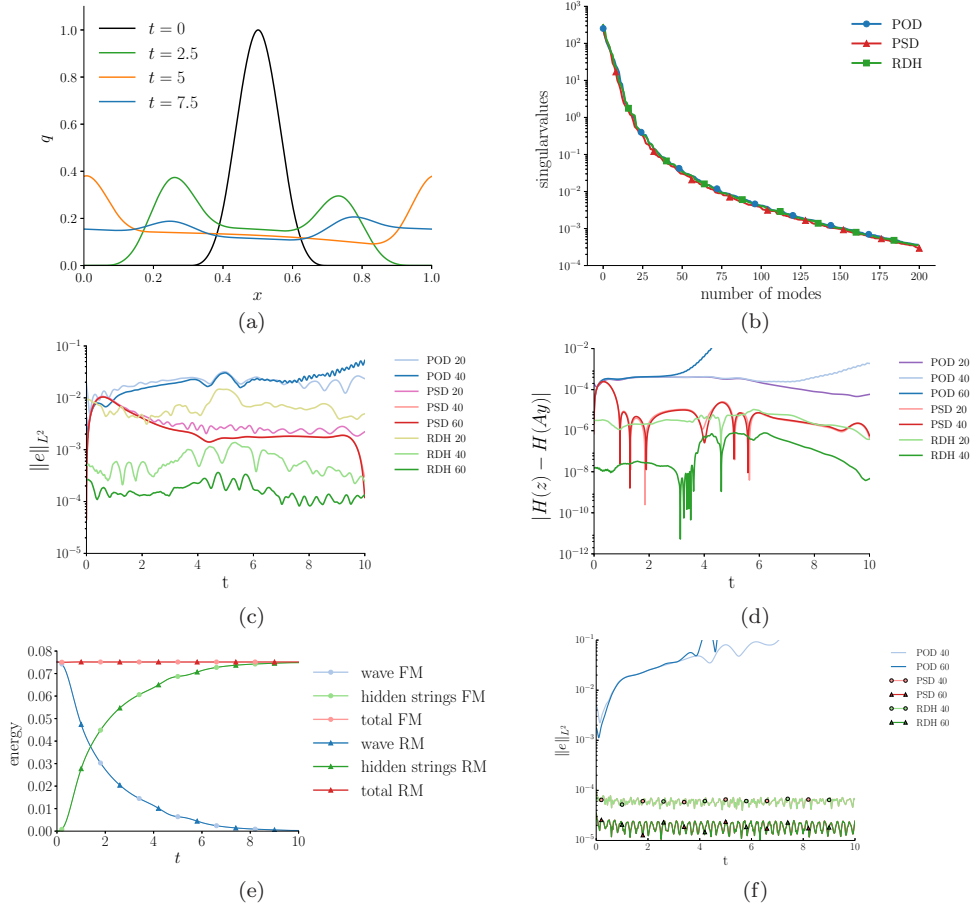 t = 0
t = 2.5
t = 5
t = 7.5
q
1.0
0.8
0.6
0.4
0.2
0.0
0.0 0.2 0.4 0.6 0.8 1.0
x
(a)
POD
PSD
RDH
singularvalues
10^3
10^2
10^1
10^0
10^−1
10^−2
10^−3
10^−4
0 25 50 75 100 125 150 175 200
number of modes
(b)
||e||_{L^2}
10^−1
10^−2
10^−3
10^−4
10^−5
0 2 4 6 8 10
t
POD 20
POD 40
PSD 20
PSD 40
PSD 60
RDH 20
RDH 40
RDH 60
(c)
|H(z) − H(Ay)|
10^−2
10^−4
10^−6
10^−8
10^−10
10^−12
0 2 4 6 8 10
t
POD 20
POD 40
POD 60
PSD 20
PSD 40
RDH 20
RDH 40
(d)
energy
0.08
0.07
0.06
0.05
0.04
0.03
0.02
0.01
0.00
0 2 4 6 8 10
t
wave FM
hidden strings FM
total FM
wave RM
hidden strings RM
total RM
(e)
||e||_{L^2}
10^−1
10^−2
10^−3
10^−4
10^−5
0 2 4 6 8 10
t
POD 40
POD 60
PSD 40
PSD 60
RDH 40
RDH 60
(f)